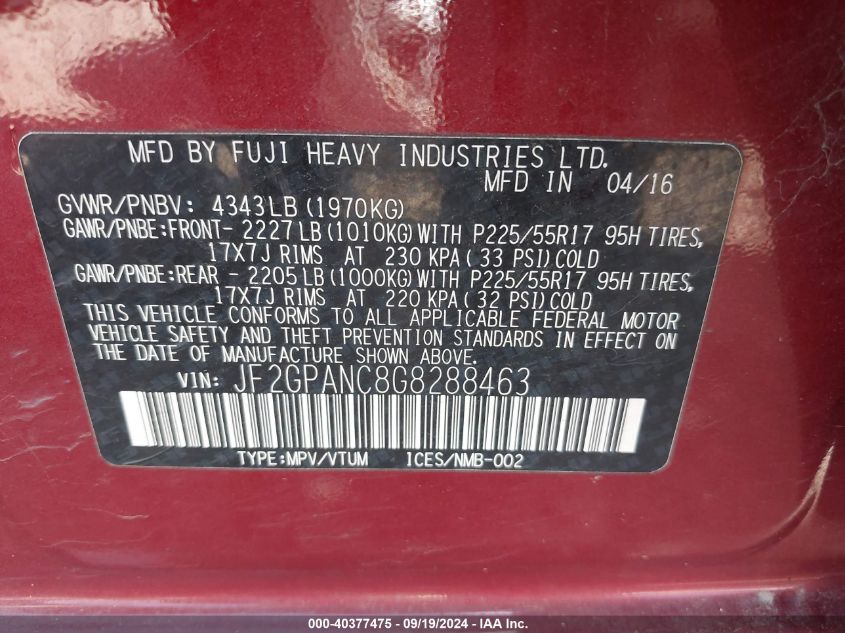 MFD BY FUJI HEAVY INDUSTRIES LTD.
MFD IN 04/16
GVWR/PNBV: 4343LB (1970KG)
GAWR/PNBE:FRONT- 2227LB (1010KG) WITH P225/55R17 95H TIRES,
17X7J RIMS AT 230 KPA ( 33 PSI) COLD
GAWR/PNBE:REAR - 2205LB (1000KG) WITH P225/55R17 95H TIRES,
17X7J RIMS AT 220 KPA ( 32 PSI) COLD
THIS VEHICLE CONFORMS TO ALL APPLICABLE FEDERAL MOTOR
VEHICLE SAFETY AND THEFT PREVENTION STANDARDS IN EFFECT ON
THE DATE OF MANUFACTURE SHOWN ABOVE.
VIN: JF2GPANC8G8288463
TYPE:MPV/VTUM ICES/NMB-002
000-40377475 - 09/19/2024 - IAA Inc.